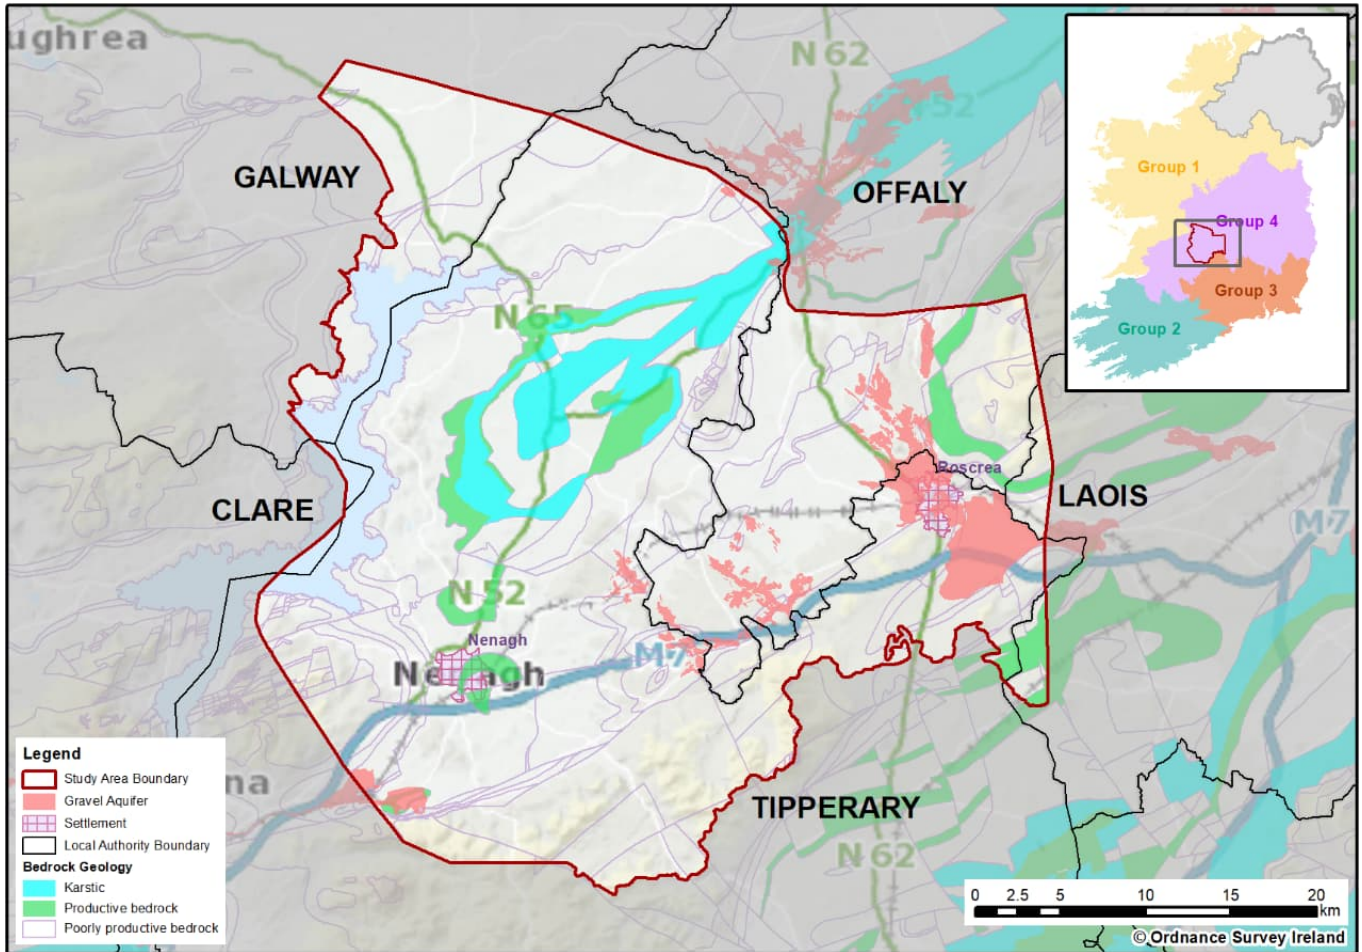 ughrea
N 62
52
GALWAY
OFFALY
N 65
CLARE
Roscrea
LAOIS
M7
N 52
Nenagh
M7
Nenagh
na
TIPPERARY
N 62
Group 1
Group 4
Group 3
Group 2
Legend
Study Area Boundary
Gravel Aquifer
Settlement
Local Authority Boundary
Bedrock Geology
Karstic
Productive bedrock
Poorly productive bedrock
0 2.5 5 10 15 20
km
© Ordnance Survey Ireland